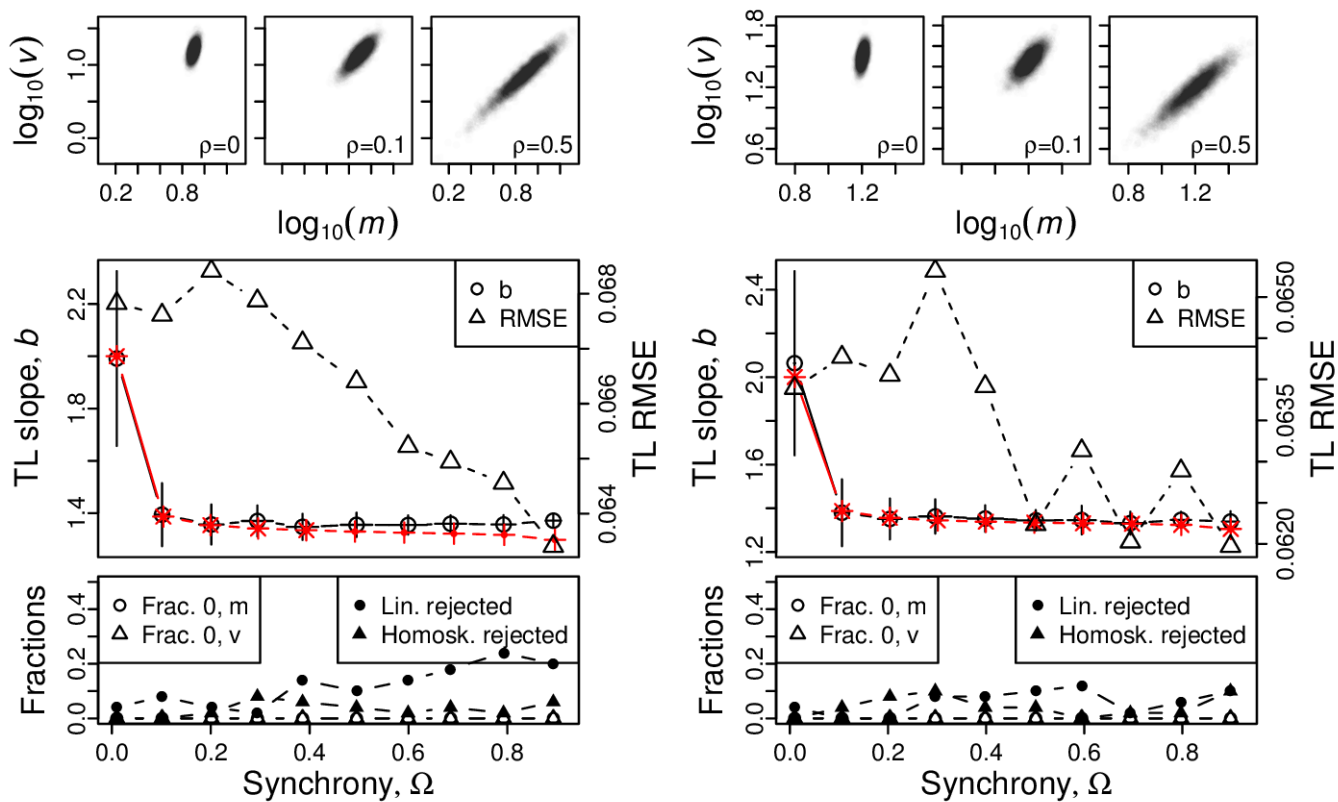 log₁₀(v)
0.0 1.0
ρ=0
ρ=0.1
ρ=0.5
0.2 0.8
0.2 0.8
log₁₀(m)
TL slope, b
1.4 1.8 2.2
b
RMSE
0.064 0.066 0.068
TL RMSE
Fractions
0.0 0.2 0.4
Frac. 0, m
Frac. 0, v
Lin. rejected
Homosk. rejected
0.0 0.2 0.4 0.6 0.8
Synchrony, Ω
log₁₀(v)
0.6 1.2 1.8
ρ=0
ρ=0.1
ρ=0.5
0.8 1.2
0.8 1.2
log₁₀(m)
TL slope, b
1.2 1.6 2.0 2.4
b
RMSE
0.0620 0.0635 0.0650
TL RMSE
Fractions
0.0 0.2 0.4
Frac. 0, m
Frac. 0, v
Lin. rejected
Homosk. rejected
0.0 0.2 0.4 0.6 0.8
Synchrony, Ω